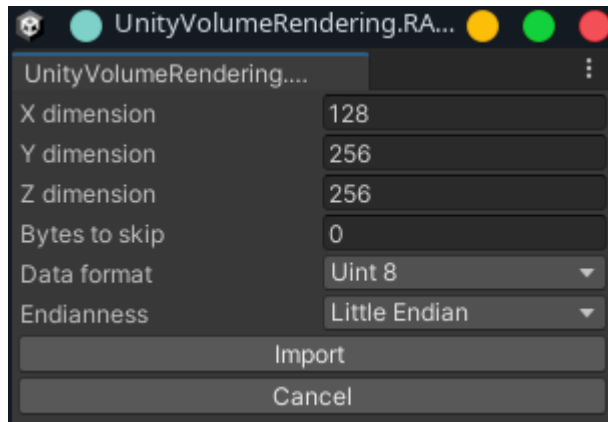 UnityVolumeRendering.RA...
UnityVolumeRendering....
X dimension 128
Y dimension 256
Z dimension 256
Bytes to skip 0
Data format Uint 8
Endianness Little Endian
Import
Cancel